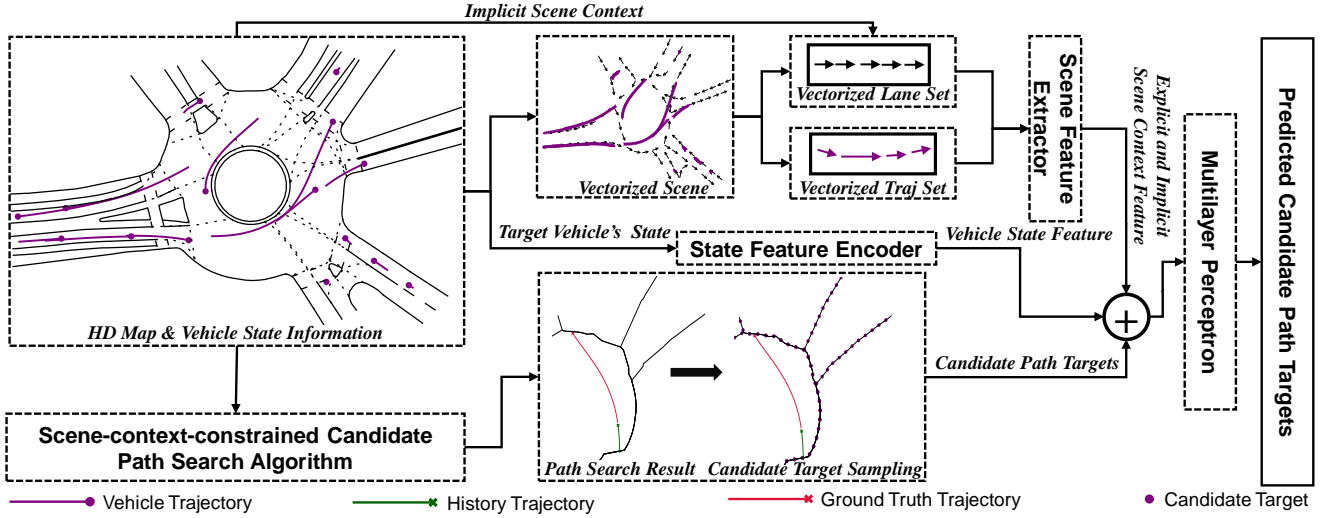 Implicit Scene Context
HD Map & Vehicle State Information
Vectorized Scene
Vectorized Lane Set
Vectorized Traj Set
Scene Feature
Extractor
Explicit and Implicit
Scene Context Feature
Multilayer Perceptron
Predicted Candidate Path Targets
Target Vehicle's State
State Feature Encoder
Vehicle State Feature
+
Candidate Path Targets
Scene-context-constrained Candidate
Path Search Algorithm
Path Search Result
Candidate Target Sampling
Vehicle Trajectory
History Trajectory
Ground Truth Trajectory
Candidate Target